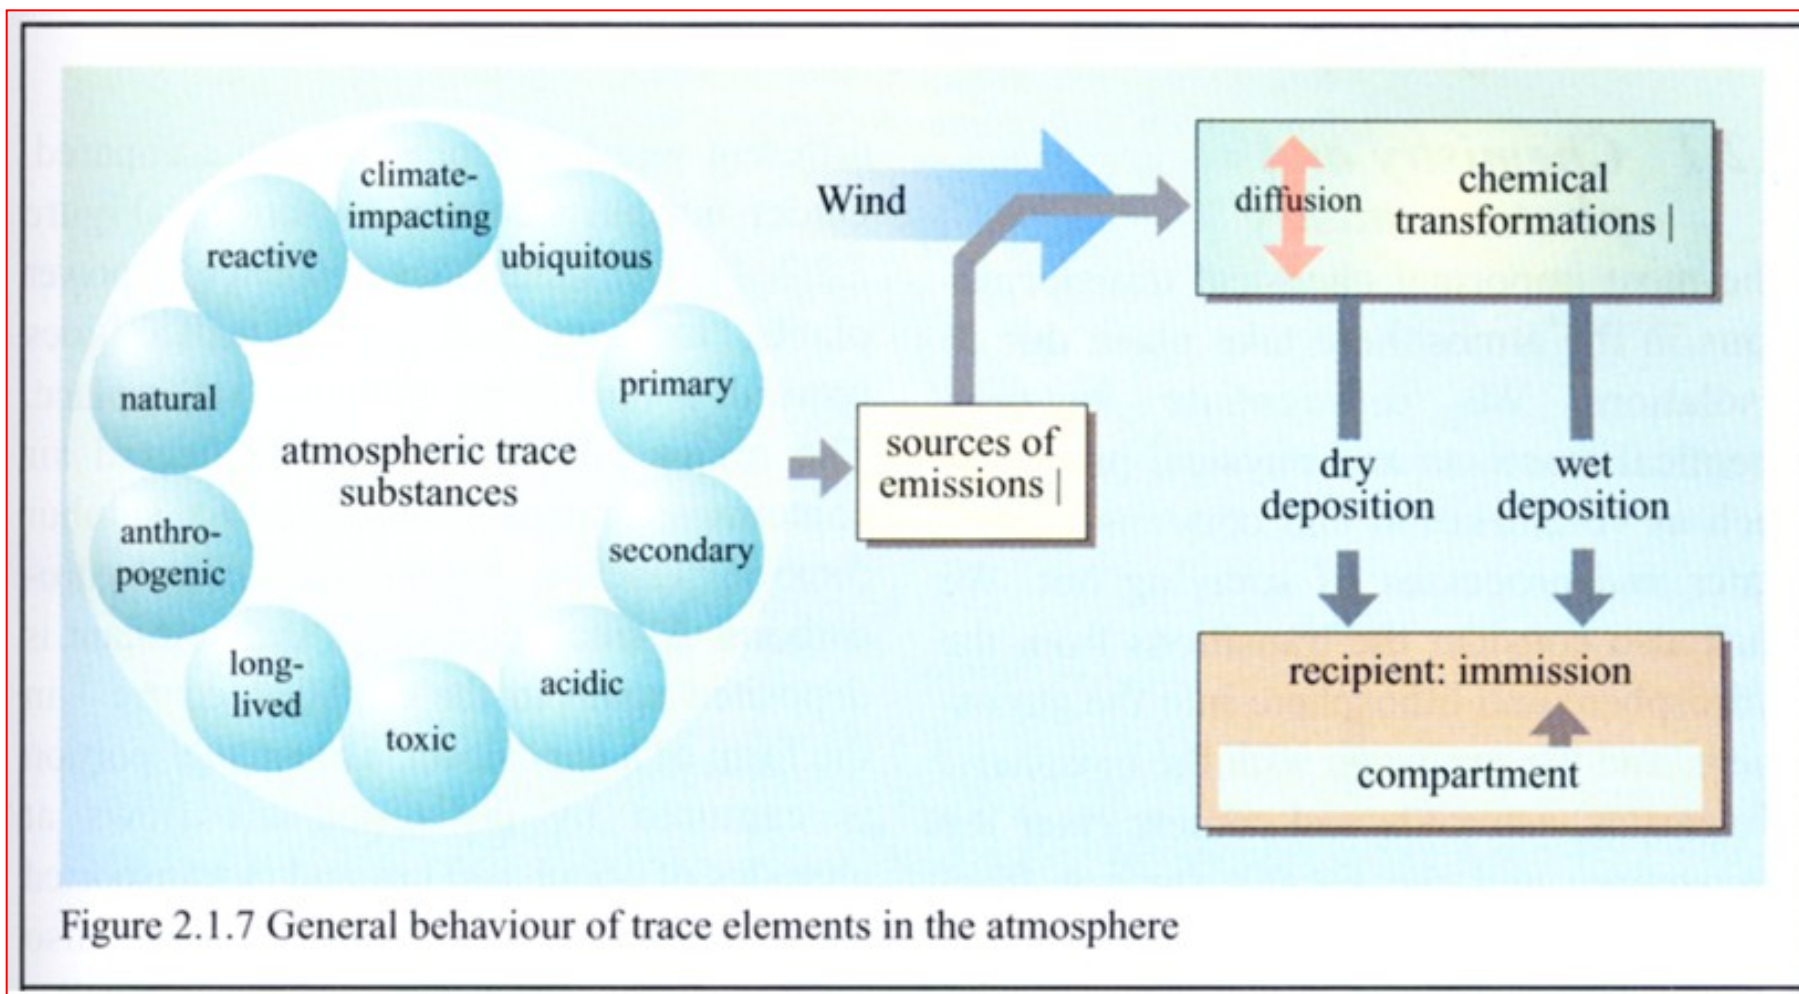 climate-
impacting
reactive
ubiquitous
natural
primary
atmospheric trace
substances
anthro-
pogenic
secondary
long-
lived
acidic
toxic
sources of
emissions |
Wind
diffusion
chemical
transformations |
dry
deposition
wet
deposition
recipient: immission
compartment
Figure 2.1.7 General behaviour of trace elements in the atmosphere